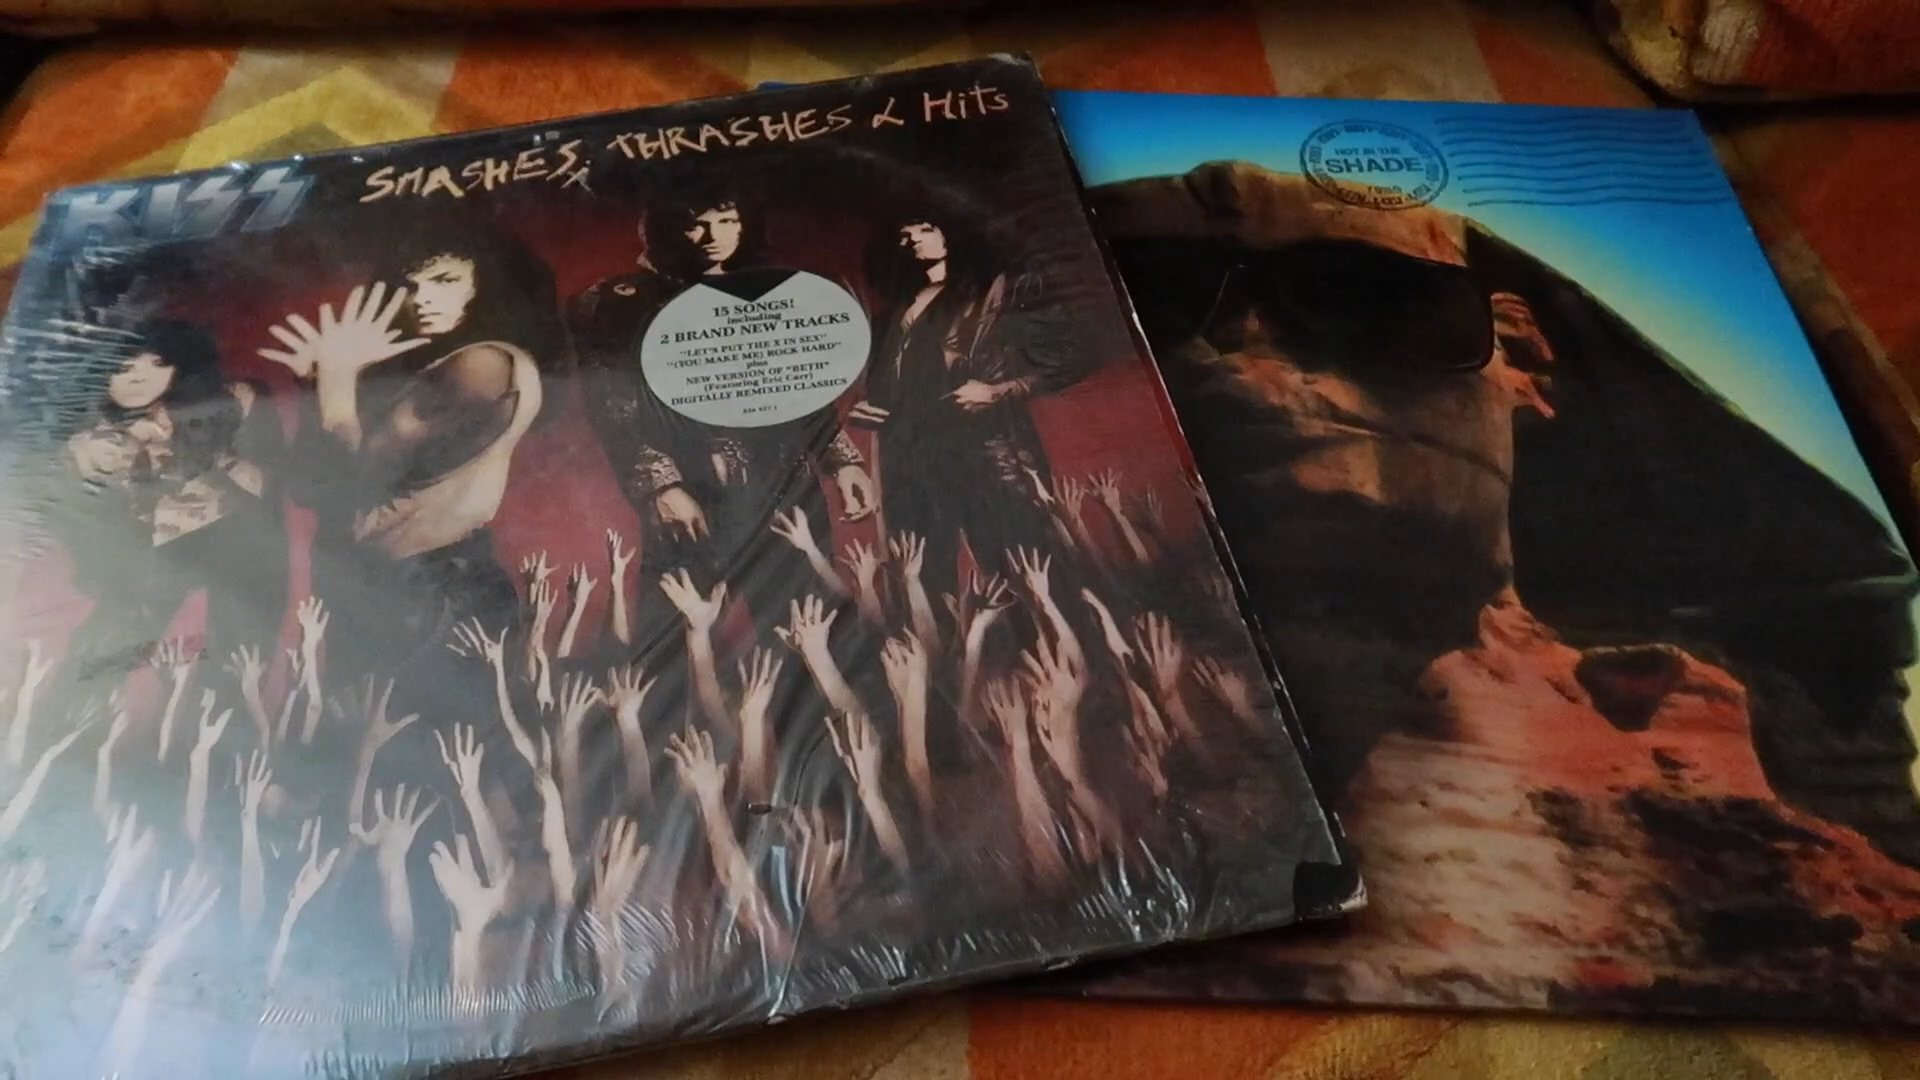 KISS
SMASHES, THRASHES & HITS
15 SONGS!
including
2 BRAND NEW TRACKS
"LET'S PUT THE X IN SEX"
"(YOU MAKE ME) ROCK HARD"
plus
NEW VERSION OF "BETH"
(Featuring Eric Carr)
DIGITALLY REMIXED CLASSICS
HOT IN THE
SHADE